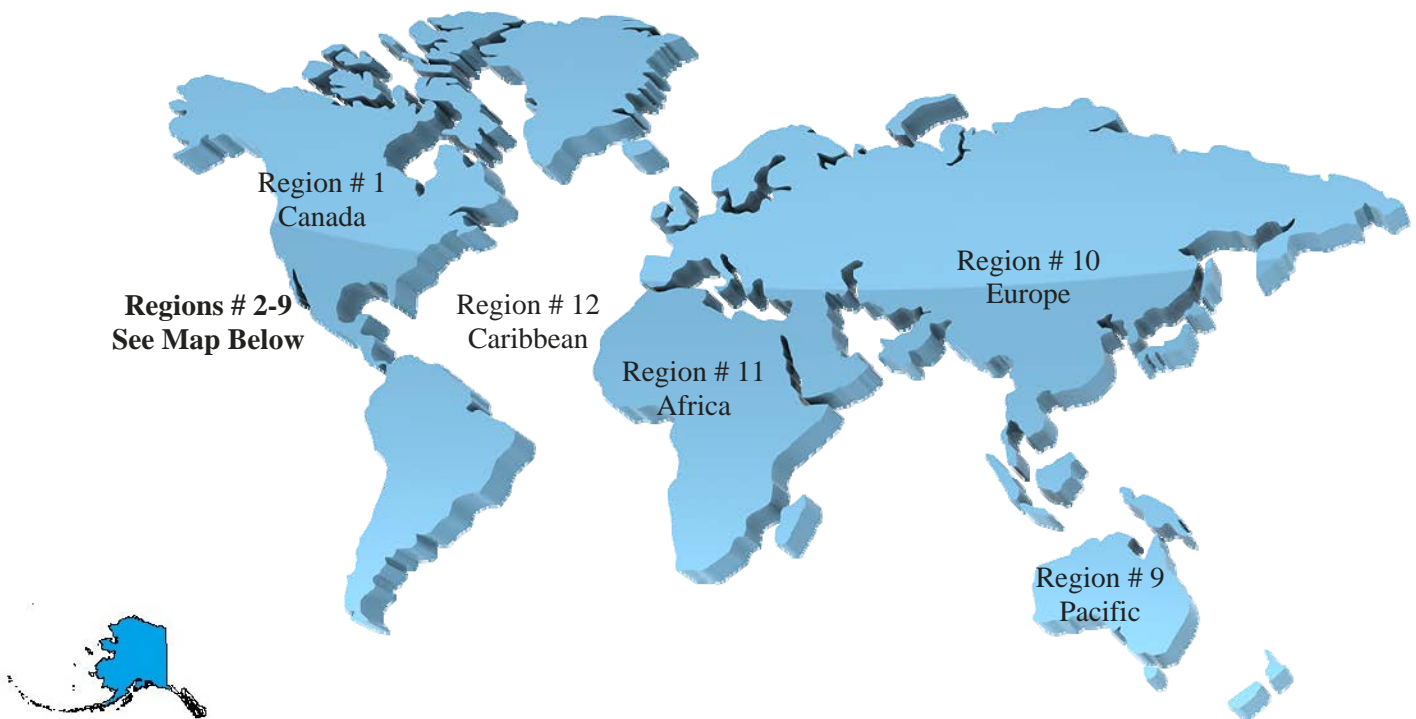 Region # 1
Canada
Regions # 2-9
See Map Below
Region # 12
Caribbean
Region # 10
Europe
Region # 11
Africa
Region # 9
Pacific